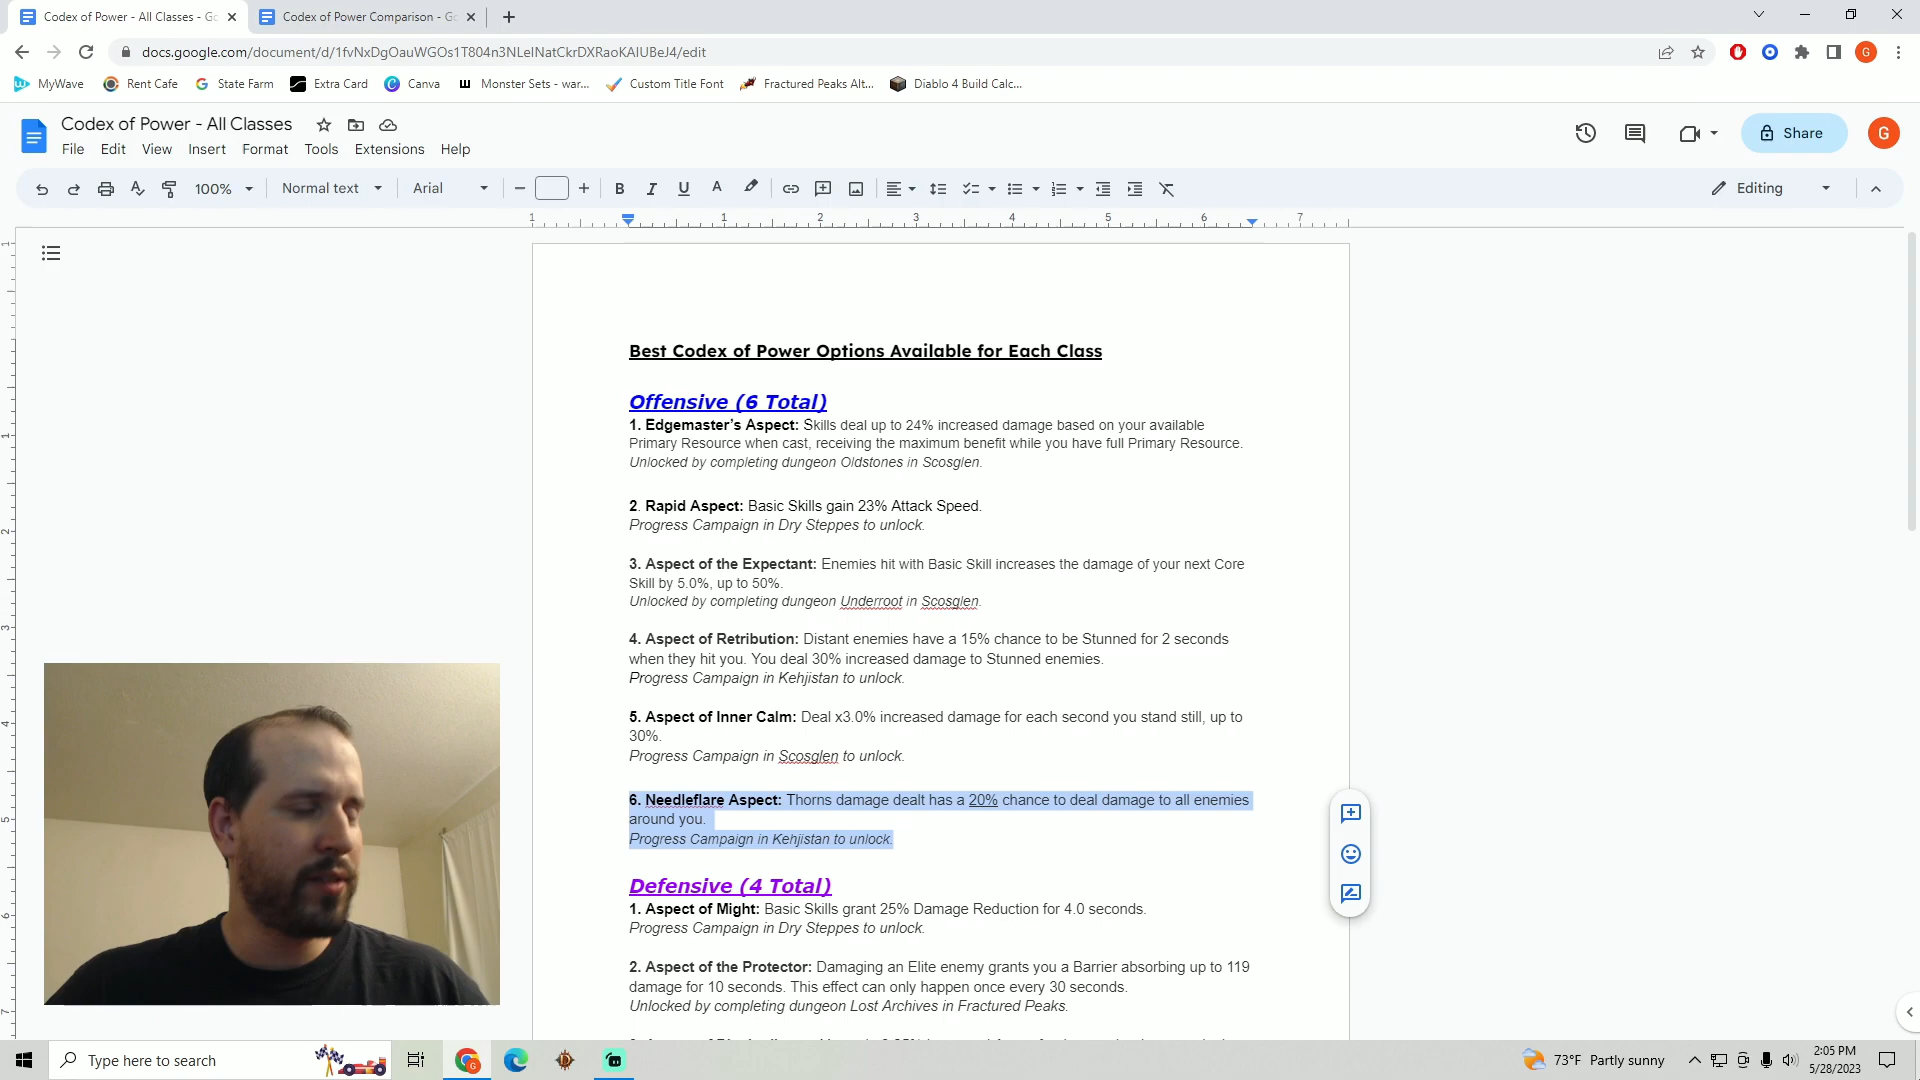 Codex of Power - All Classes - Go
Codex of Power Comparison - Go
docs.google.com/document/d/1fvNxDgOauWGOs1T804n3NLelNatCkrDXRaoKAlUBeJ4/edit
MyWave
Rent Cafe
State Farm
Extra Card
Canva
Monster Sets - war...
Custom Title Font
Fractured Peaks Alt...
Diablo 4 Build Calc...
Codex of Power - All Classes
File Edit View Insert Format Tools Extensions Help
Share
G
100%
Normal text
Arial
Editing
1 1 2 3 4 5 6 7
Best Codex of Power Options Available for Each Class
Offensive (6 Total)
1. Edgemaster's Aspect: Skills deal up to 24% increased damage based on your available
Primary Resource when cast, receiving the maximum benefit while you have full Primary Resource.
Unlocked by completing dungeon Oldstones in Scosglen.
2. Rapid Aspect: Basic Skills gain 23% Attack Speed.
Progress Campaign in Dry Steppes to unlock.
3. Aspect of the Expectant: Enemies hit with Basic Skill increases the damage of your next Core
Skill by 5.0%, up to 50%.
Unlocked by completing dungeon Underroot in Scosglen.
4. Aspect of Retribution: Distant enemies have a 15% chance to be Stunned for 2 seconds
when they hit you. You deal 30% increased damage to Stunned enemies.
Progress Campaign in Kehjistan to unlock.
5. Aspect of Inner Calm: Deal x3.0% increased damage for each second you stand still, up to
30%.
Progress Campaign in Scosglen to unlock.
6. Needleflare Aspect: Thorns damage dealt has a 20% chance to deal damage to all enemies
around you.
Progress Campaign in Kehjistan to unlock.
Defensive (4 Total)
1. Aspect of Might: Basic Skills grant 25% Damage Reduction for 4.0 seconds.
Progress Campaign in Dry Steppes to unlock.
2. Aspect of the Protector: Damaging an Elite enemy grants you a Barrier absorbing up to 119
damage for 10 seconds. This effect can only happen once every 30 seconds.
Unlocked by completing dungeon Lost Archives in Fractured Peaks.
Type here to search
73°F Partly sunny
2:05 PM
5/28/2023